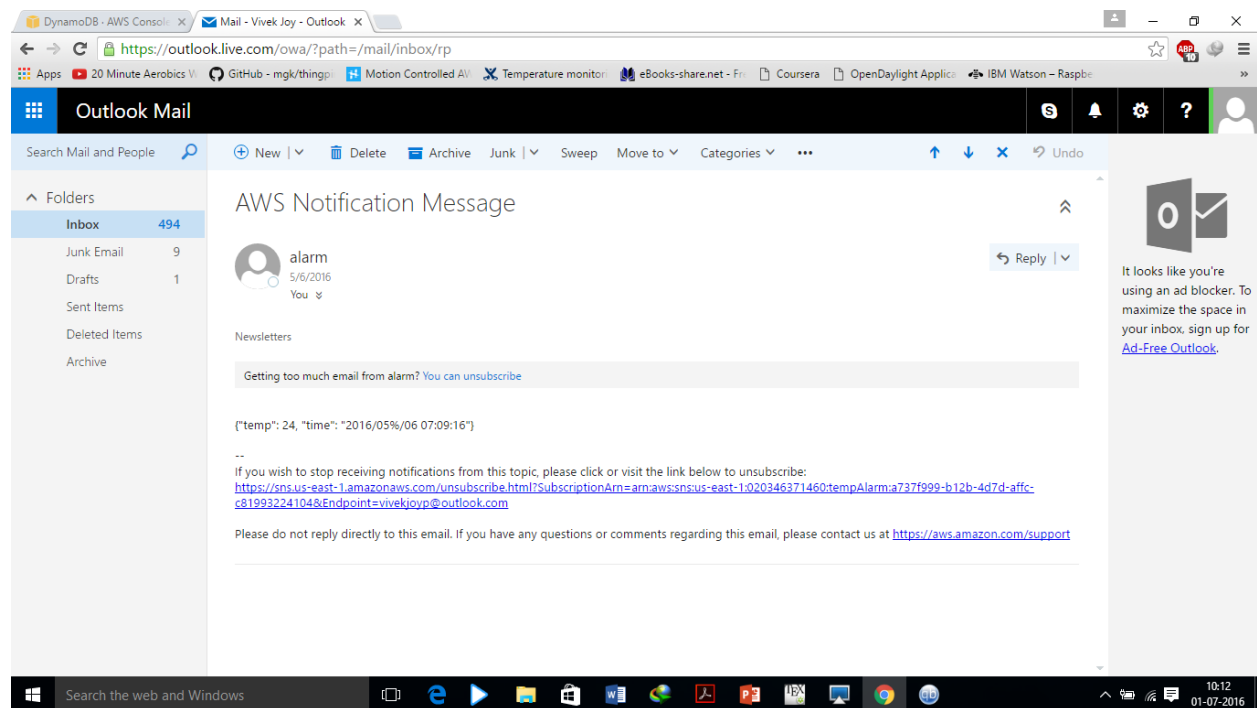 DynamoDB · AWS Console
Mail - Vivek Joy - Outlook
https://outlook.live.com/owa/?path=/mail/inbox/rp
ABP
10
Apps
20 Minute Aerobics
GitHub - mgk/thingp
Motion Controlled AW
Temperature monitor
eBooks-share.net - Fr
Coursera
OpenDaylight Applica
IBM Watson – Raspbe
»
Outlook Mail
?
Search Mail and People
New
Delete
Archive
Junk
Sweep
Move to
Categories
•••
Undo
Folders
Inbox 494
Junk Email 9
Drafts 1
Sent Items
Deleted Items
Archive
AWS Notification Message
alarm
5/6/2016
You
Reply
Newsletters
Getting too much email from alarm? You can unsubscribe
{"temp": 24, "time": "2016/05%/06 07:09:16"}
--
If you wish to stop receiving notifications from this topic, please click or visit the link below to unsubscribe:
https://sns.us-east-1.amazonaws.com/unsubscribe.html?SubscriptionArn=arn:aws:sns:us-east-1:020346371460:tempAlarm:a737f999-b12b-4d7d-affc-
c81993224104&Endpoint=vivekjoyp@outlook.com
Please do not reply directly to this email. If you have any questions or comments regarding this email, please contact us at https://aws.amazon.com/support
It looks like you're
using an ad blocker. To
maximize the space in
your inbox, sign up for
Ad-Free Outlook.
Search the web and Windows
10:12
01-07-2016